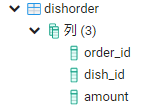 dishorder
列 (3)
order_id
dish_id
amount